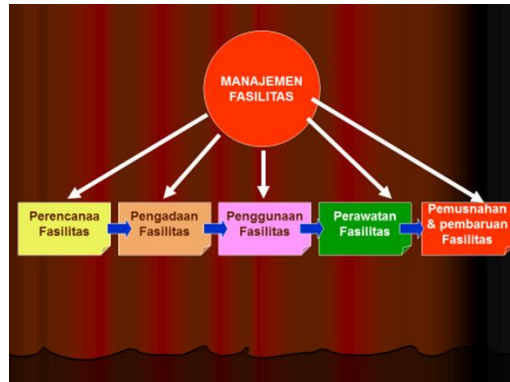 MANAJEMEN
FASILITAS
Perencanaa
Fasilitas
Pengadaan
Fasilitas
Penggunaan
Fasilitas
Perawatan
Fasilitas
Pemusnahan
& pembaruan
Fasilitas